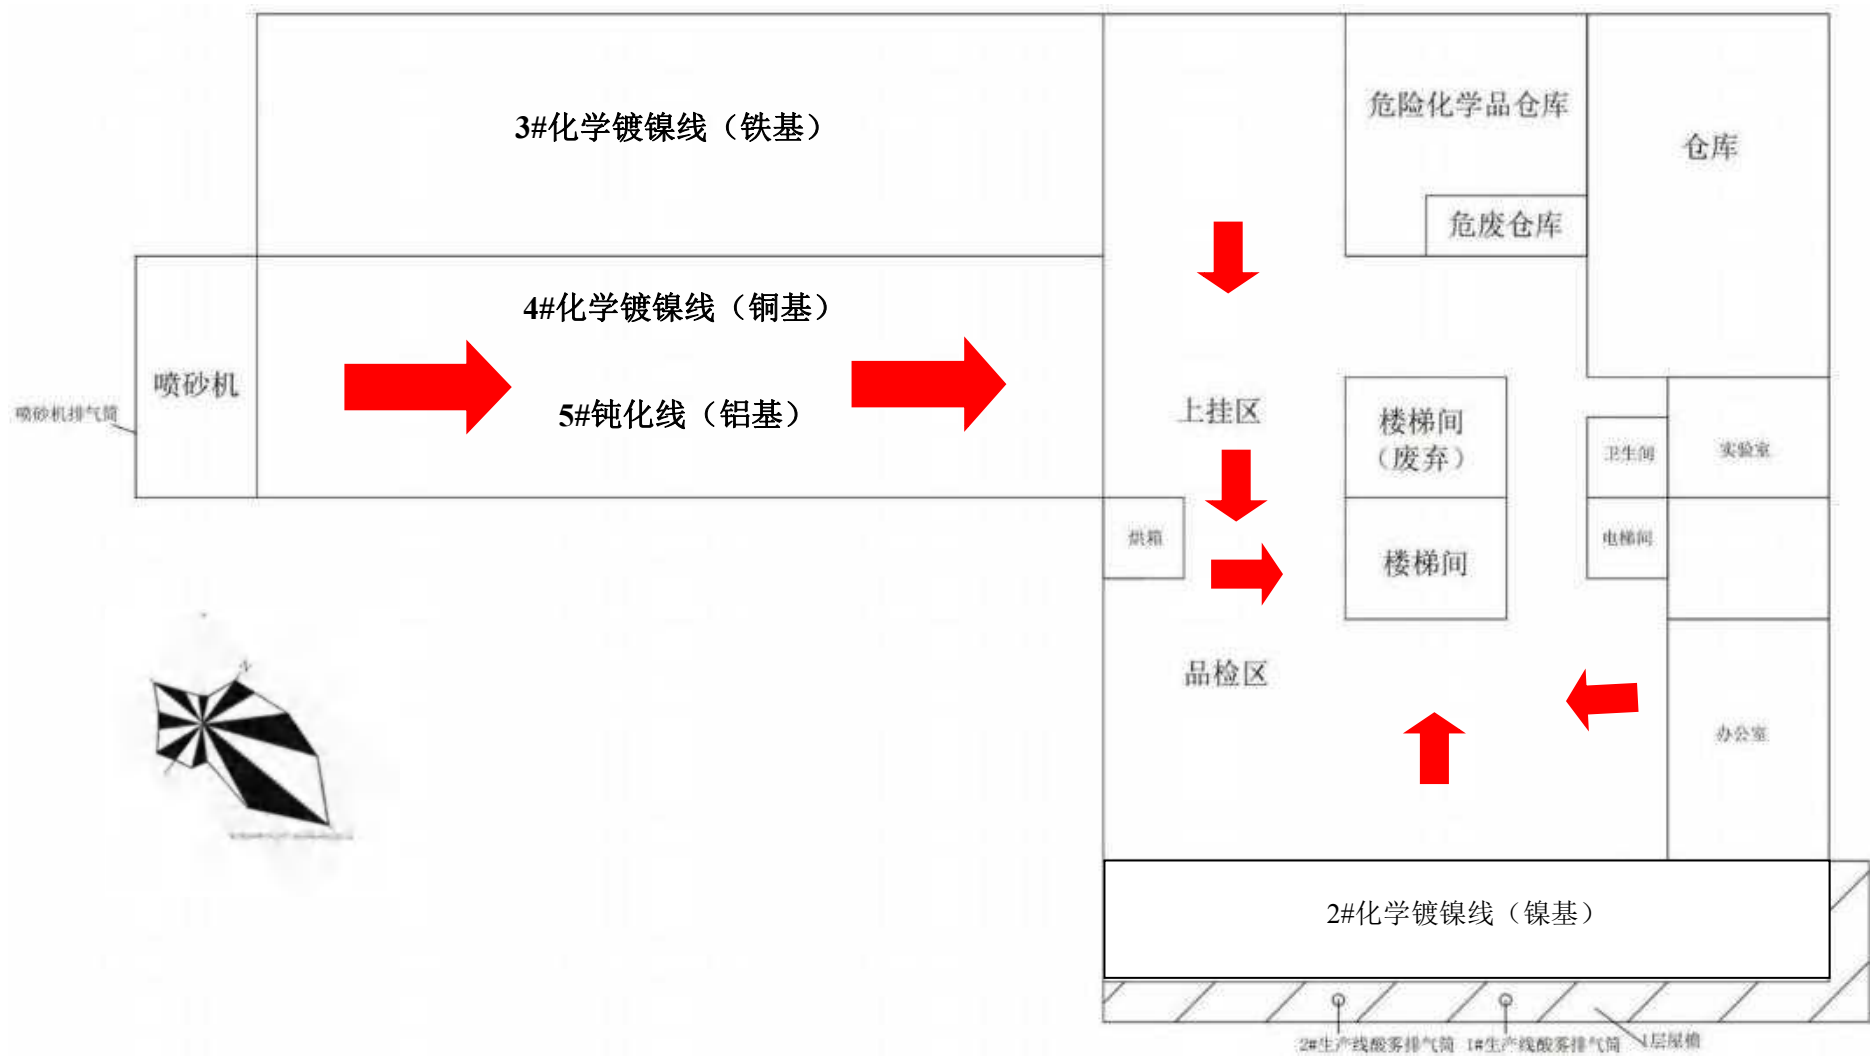 3#化学镀镍线（铁基）
危险化学品仓库
仓库
危废仓库
4#化学镀镍线（铜基）
喷砂机
喷砂机排气筒
5#钝化线（铝基）
上挂区
楼梯间
（废弃）
卫生间
实验室
烘箱
楼梯间
电梯间
品检区
办公室
N
2#化学镀镍线（镍基）
2#生产线酸雾排气筒
1#生产线酸雾排气筒
1层屋檐